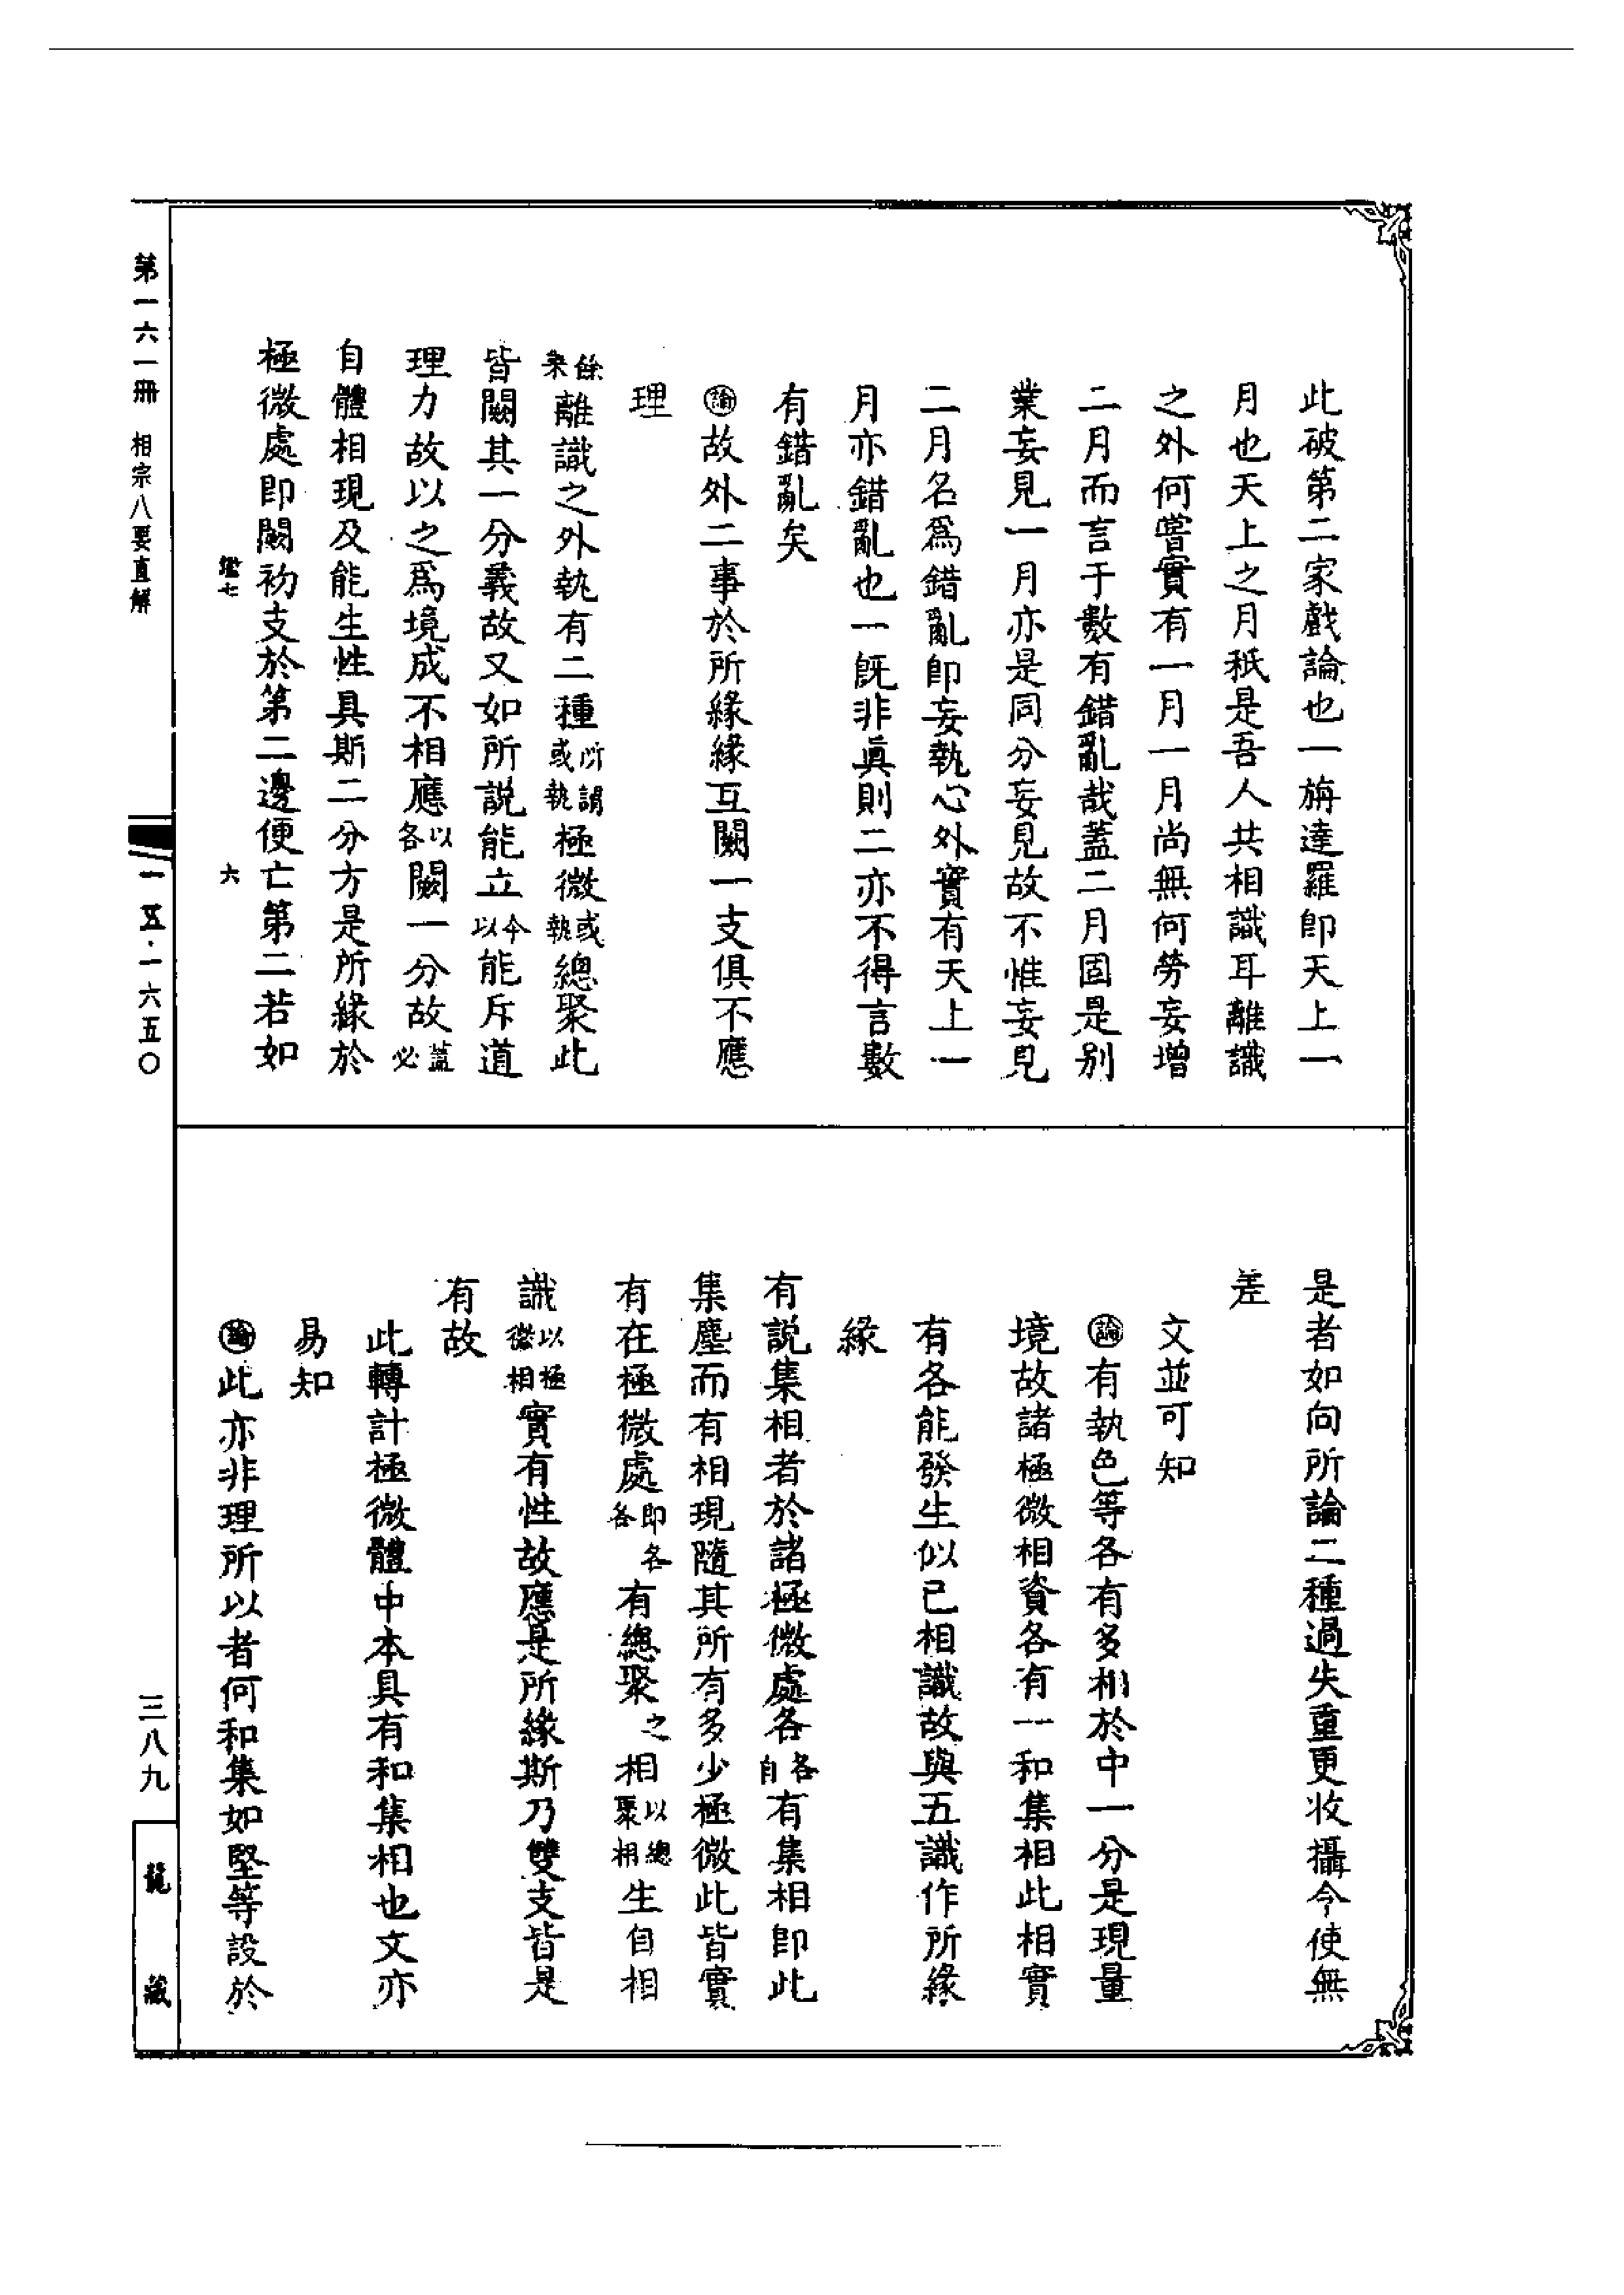 此破第二家戲論也一旃達羅卽天上一
月也天上之月秪是吾人共相識耳離識
之外何嘗實有一月一月尚無何勞妄增
二月而言于數有錯亂哉蓋二月固是別
業妄見一月亦是同分妄見故不惟妄見
二月名爲錯亂卽妄執心外實有天上一
月亦錯亂也一旣非眞則二亦不得言數
有錯亂矣
論故外二事於所緣緣互闕一支俱不應
理
餘乘離識之外執有二種所謂或執極微或執總聚此
皆闕其一分義故又如所說能立今以能斥道
理力故以之爲境成不相應以各闕一分故蓋必
自體相現及能生性具斯二分方是所緣於
極微處卽闕初支於第二邊便亡第二若如
是者如向所論二種過失重更收攝今使無
差
文並可知
論有執色等各有多相於中一分是現量
境故諸極微相資各有一和集相此相實
有各能發生似己相識故與五識作所緣
緣
有說集相者於諸極微處各各自有集相卽此
集塵而有相現隨其所有多少極微此皆實
有在極微處卽各各有總聚之相以總聚相生自相
識以極微相實有性故應是所緣斯乃雙支皆是
有故
此轉計極微體中本具有和集相也文亦
易知
論此亦非理所以者何和集如堅等設於
第一六一冊 相宗八要直解
六
一一五·一六五〇
三八九
龍藏